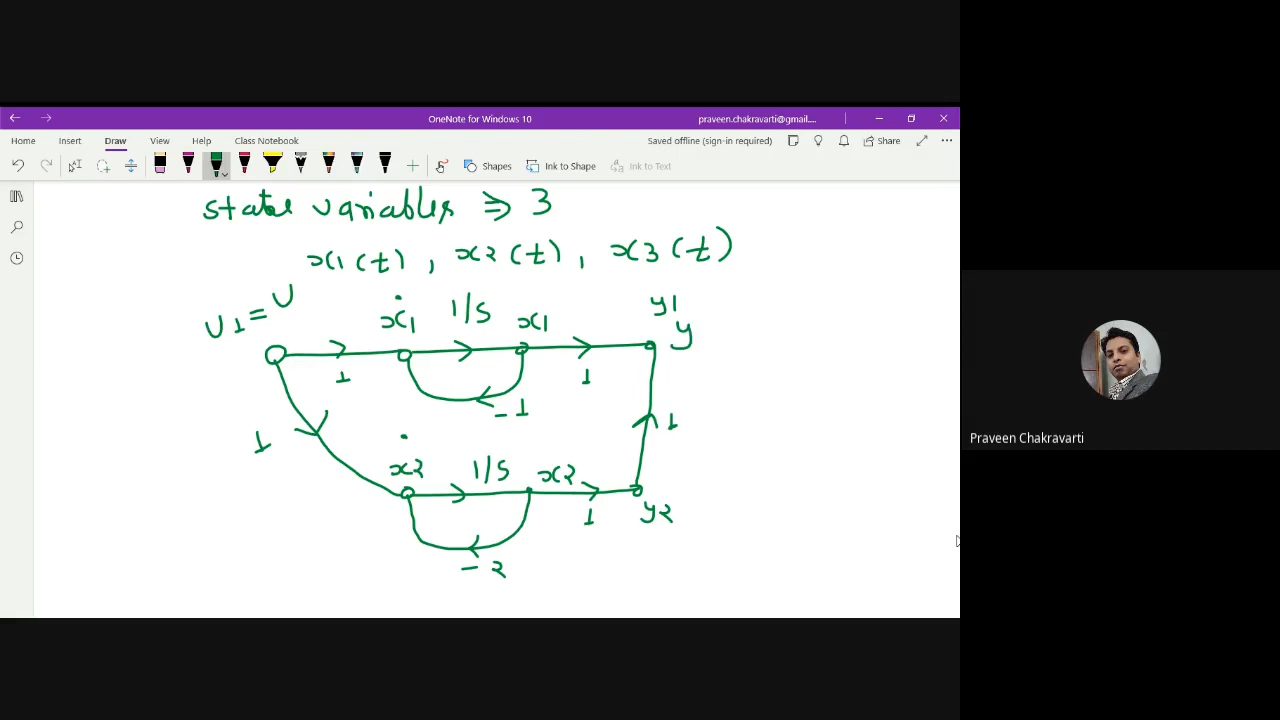 OneNote for Windows 10
praveen.chakravarti@gmail....
Home Insert Draw View Help Class Notebook
Saved offline (sign-in required) Share
Shapes Ink to Shape Ink to Text
state variables ⇒ 3
x1(t), x2(t), x3(t)
U1 = U
ẋ1 1/S x1
y1
y
1 1
-1
1
1
ẋ2 1/S x2
1
y2
-2
Praveen Chakravarti